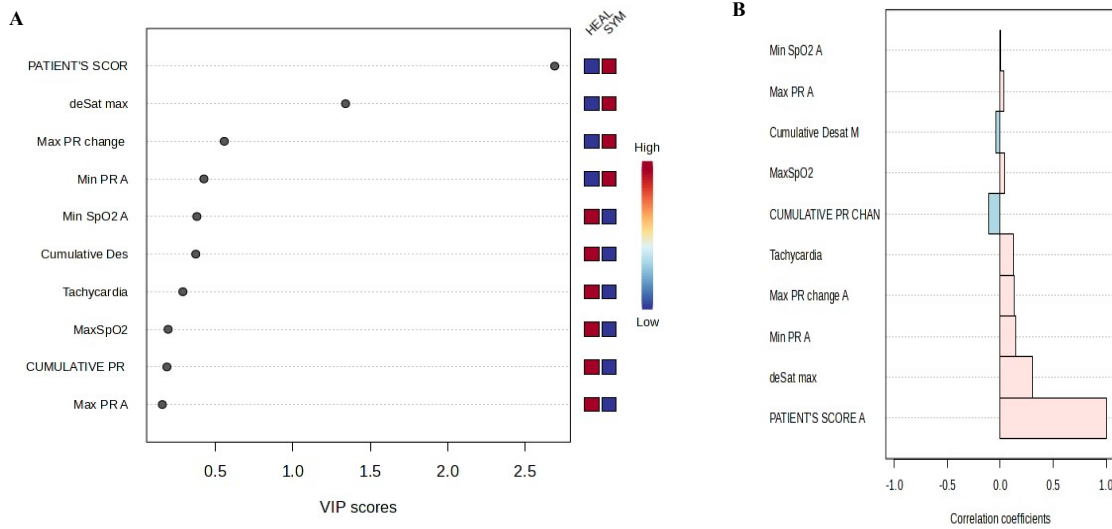 A
HEAL
SYM
PATIENT'S SCOR
deSat max
Max PR change
Min PR A
Min SpO2 A
Cumulative Des
Tachycardia
MaxSpO2
CUMULATIVE PR
Max PR A
High
Low
0.5 1.0 1.5 2.0 2.5
VIP scores
B
Min SpO2 A
Max PR A
Cumulative Desat M
MaxSpO2
CUMULATIVE PR CHAN
Tachycardia
Max PR change A
Min PR A
deSat max
PATIENT'S SCORE A
-1.0 -0.5 0.0 0.5 1.0
Correlation coefficients